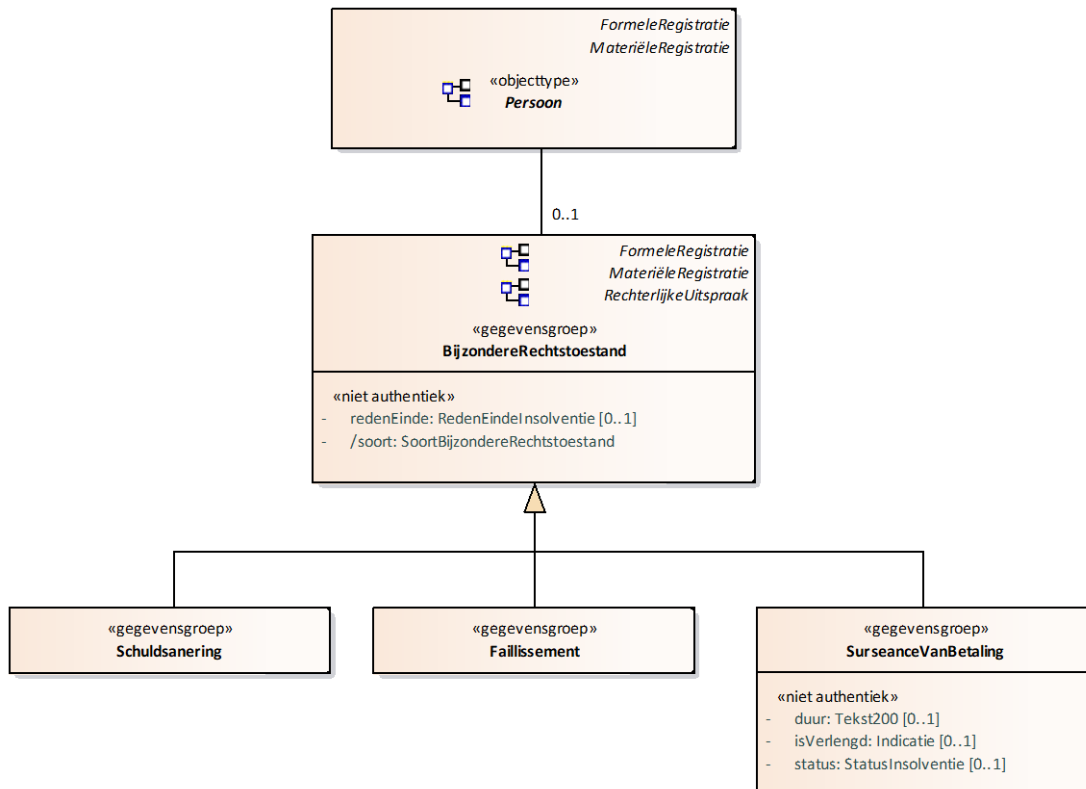 FormeleRegistratie
MateriëleRegistratie
«objecttype»
Persoon
0..1
FormeleRegistratie
MateriëleRegistratie
RechterlijkeUitspraak
«gegevensgroep»
BijzondereRechtstoestand
«niet authentiek»
- redenEinde: RedenEindeInsolventie [0..1]
- /soort: SoortBijzondereRechtstoestand
«gegevensgroep»
Schuldsanering
«gegevensgroep»
Faillissement
«gegevensgroep»
SurseanceVanBetaling
«niet authentiek»
- duur: Tekst200 [0..1]
- isVerlengd: Indicatie [0..1]
- status: StatusInsolventie [0..1]